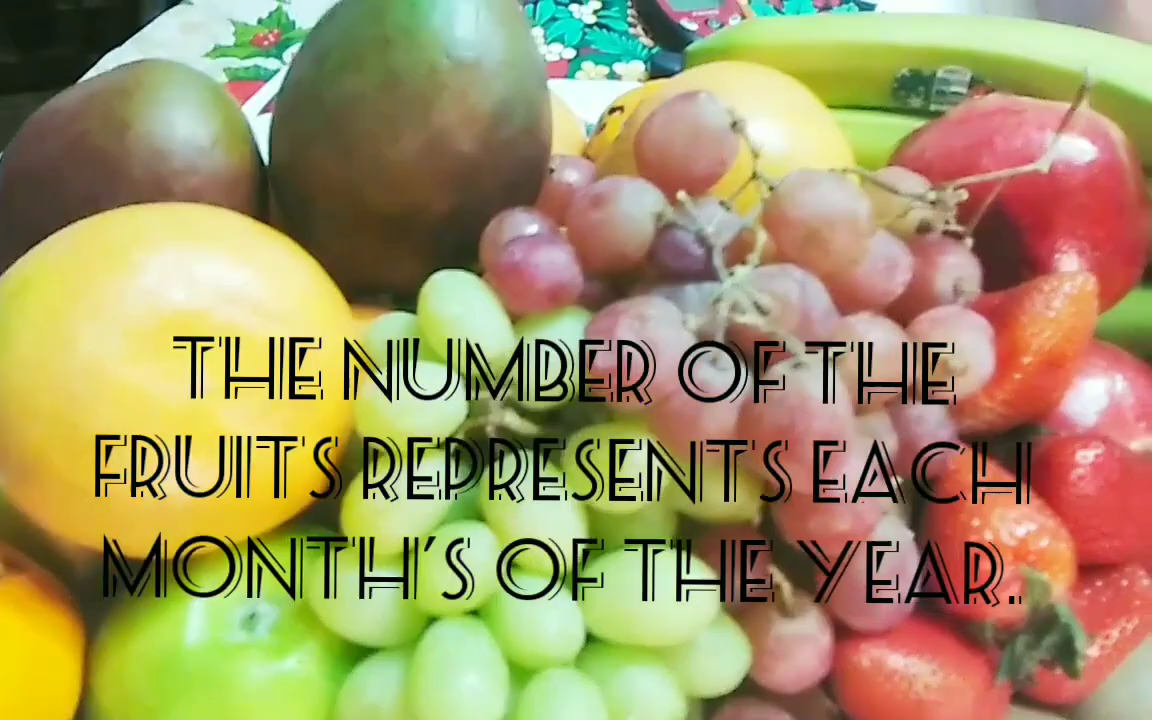 THE NUMBER OF THE
FRUITS REPRESENTS EACH
MONTH'S OF THE YEAR.